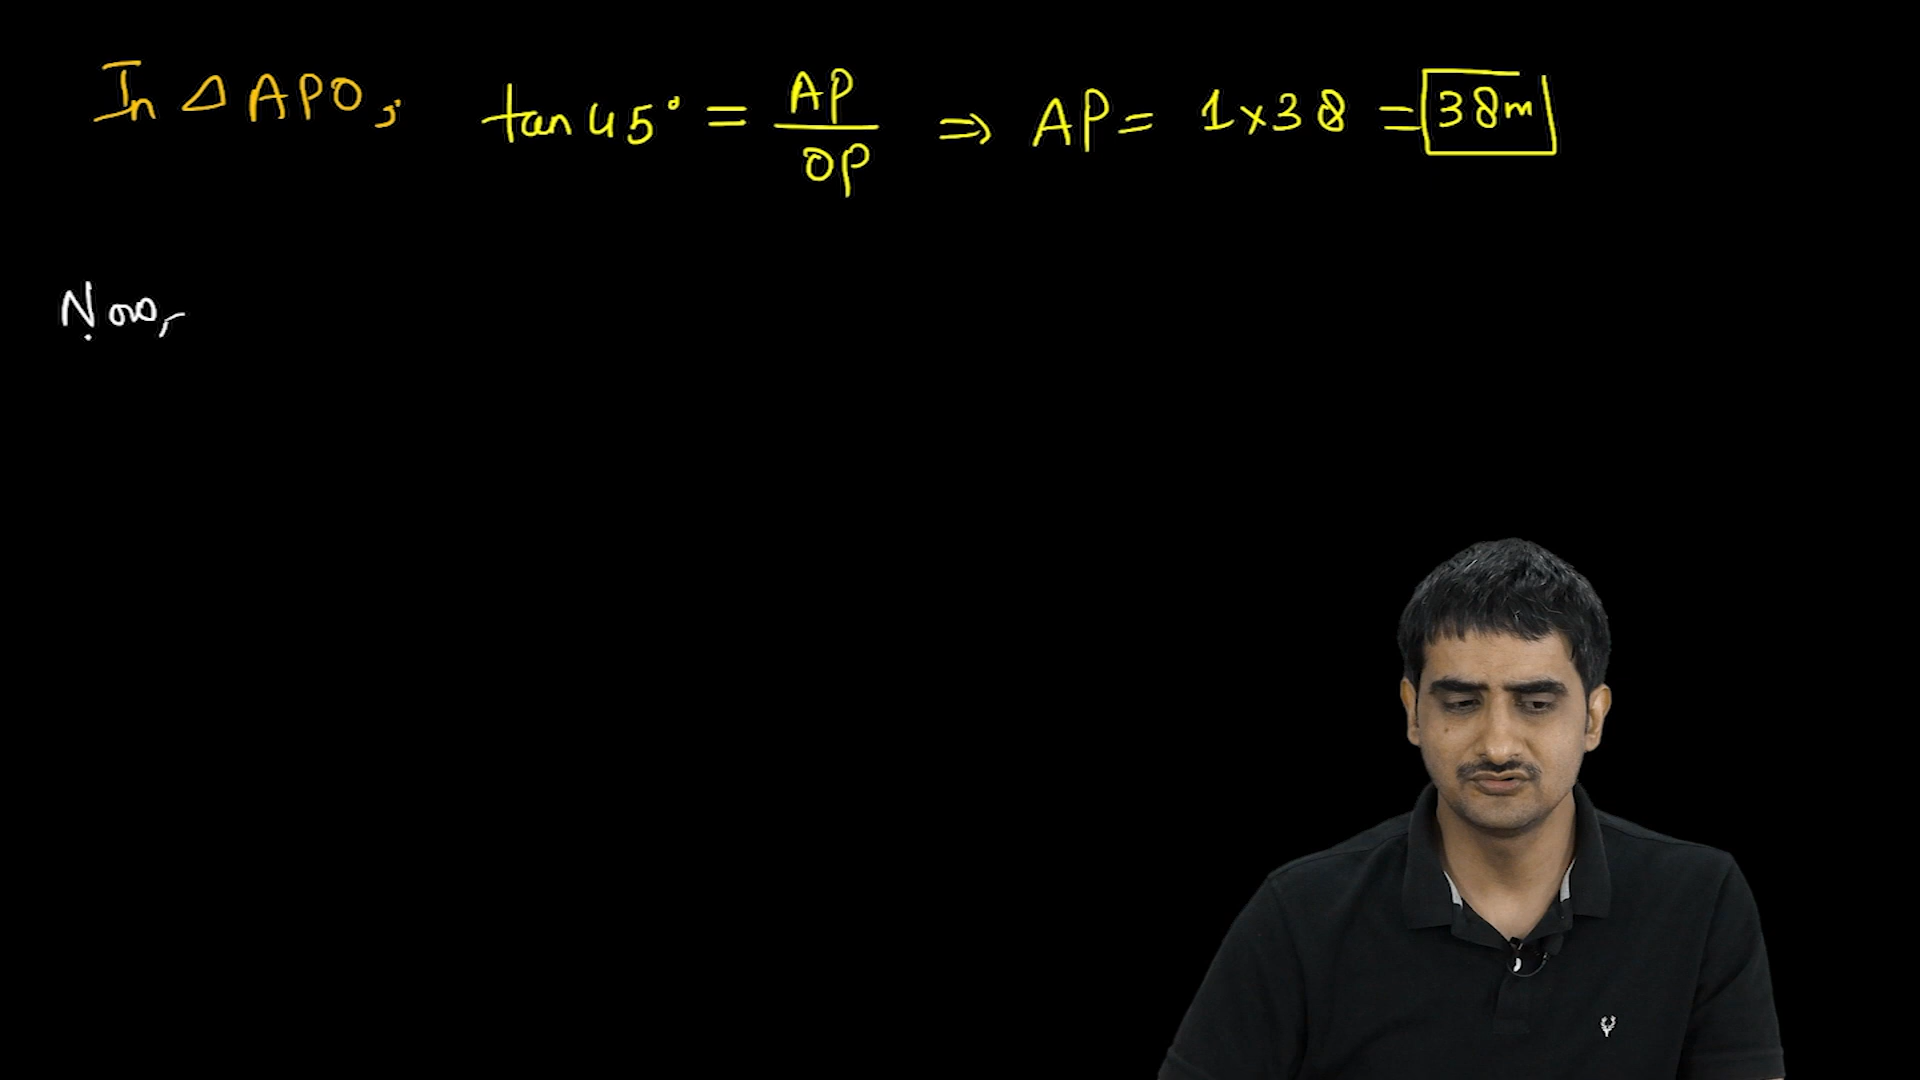 In △APO, tan 45° = AP/OP ⇒ AP = 1×38 = 38m
Now,